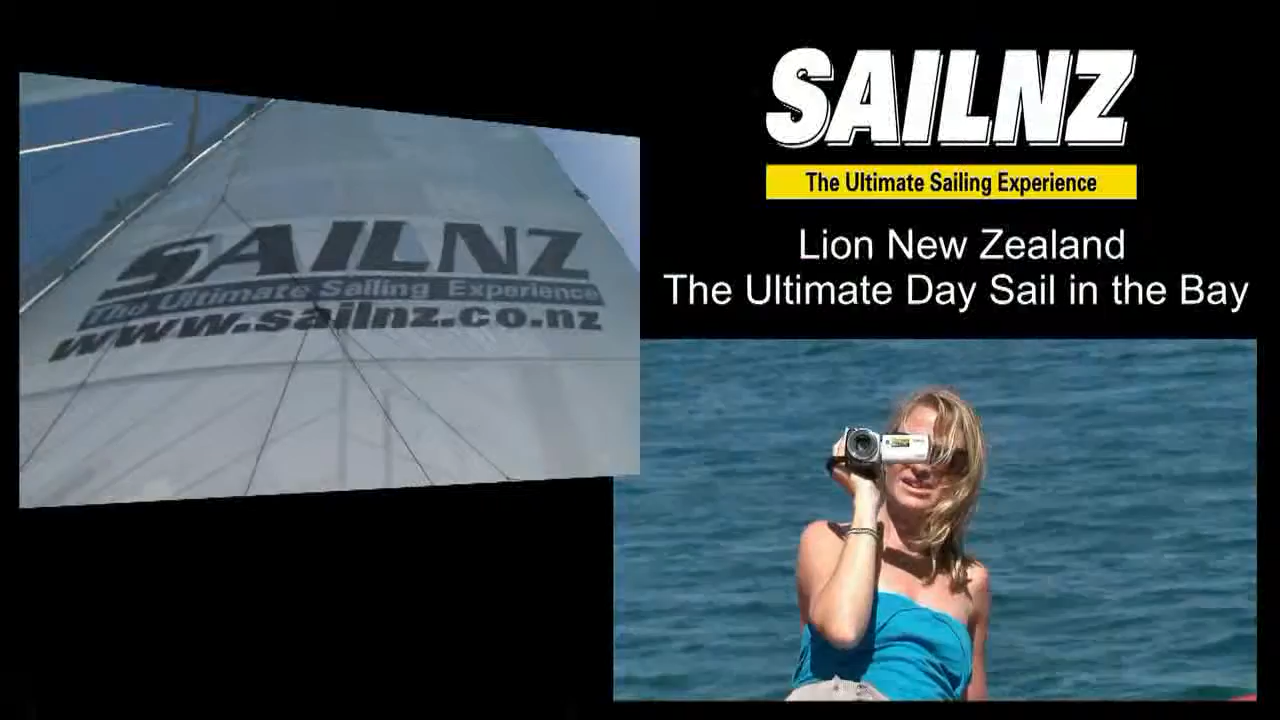 SAILNZ
The Ultimate Sailing Experience
www.sailnz.co.nz
SAILNZ
The Ultimate Sailing Experience
Lion New Zealand
The Ultimate Day Sail in the Bay